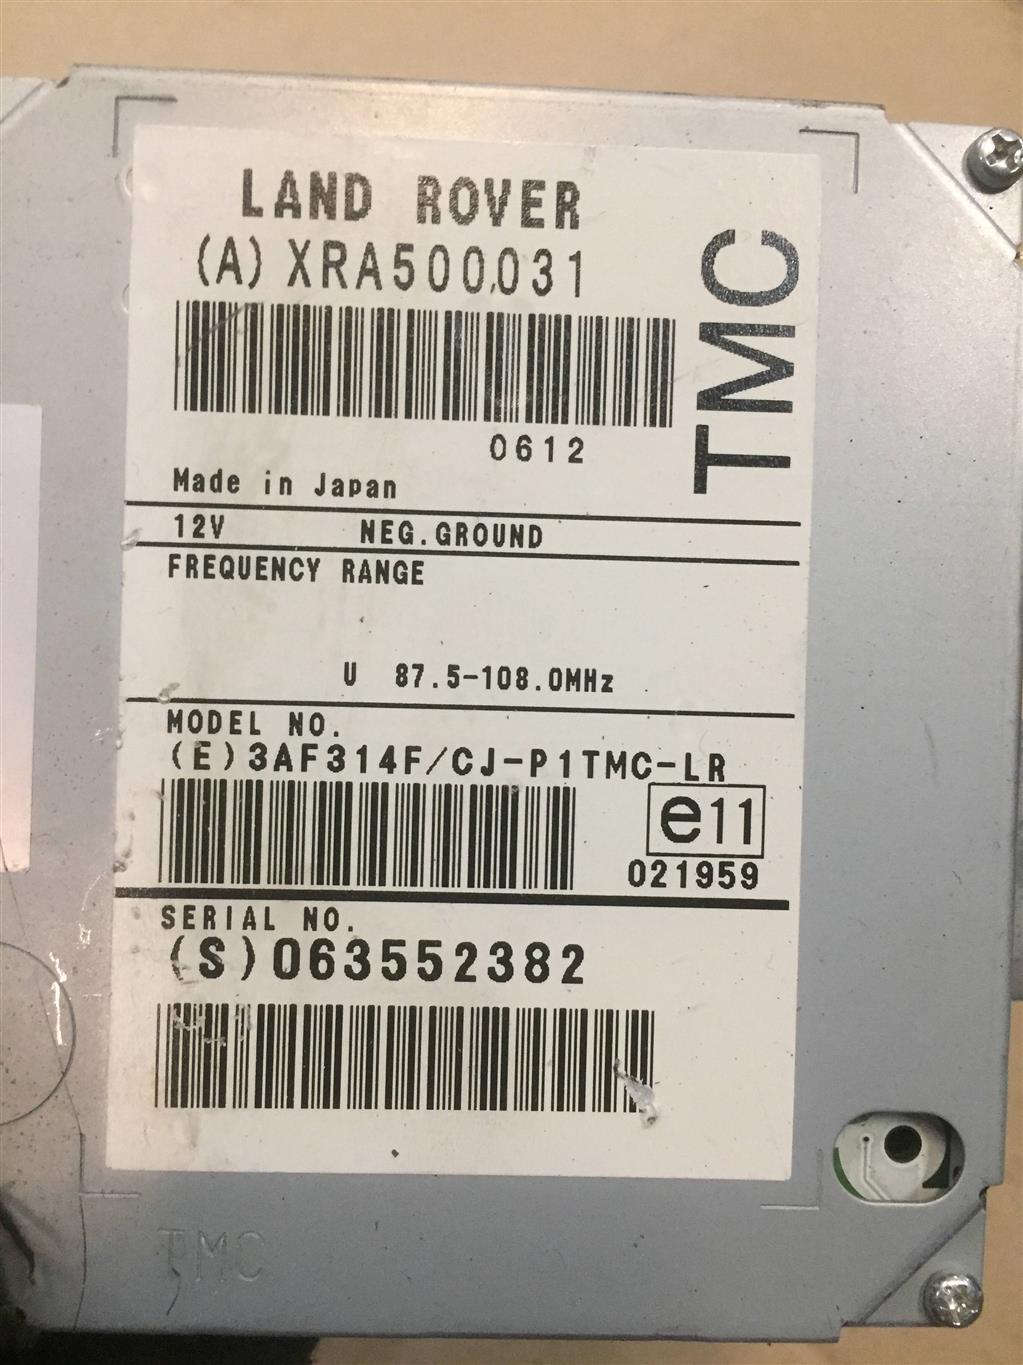 LAND ROVER
(A)XRA500031
TMC
0612
Made in Japan
12V NEG.GROUND
FREQUENCY RANGE
U 87.5-108.0MHz
MODEL NO.
(E)3AF314F/CJ-P1TMC-LR
e11
021959
SERIAL NO.
(S)063552382
TMC